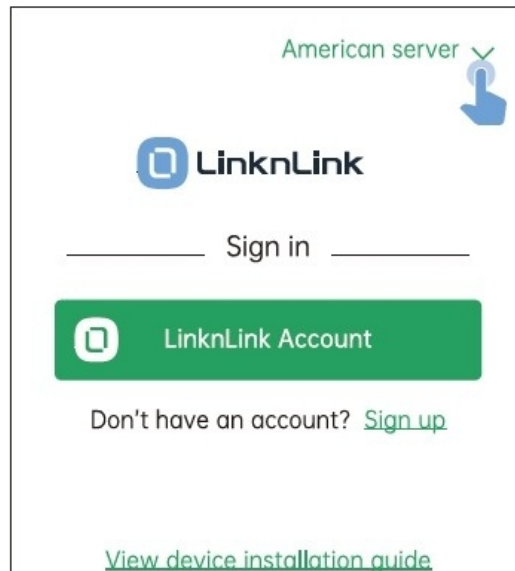 American server
LinknLink
Sign in
LinknLink Account
Don't have an account? Sign up
View device installation guide